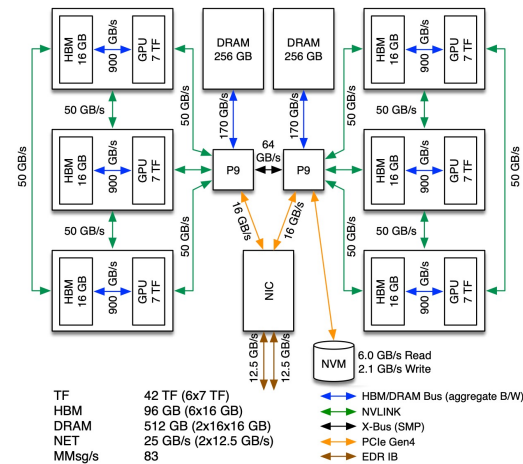 HBM
16 GB
900 GB/s
GPU
7 TF
DRAM
256 GB
DRAM
256 GB
HBM
16 GB
900 GB/s
GPU
7 TF
50 GB/s
50 GB/s
170 GB/s
170 GB/s
50 GB/s
50 GB/s
50 GB/s
HBM
16 GB
900 GB/s
GPU
7 TF
P9
64
GB/s
P9
HBM
16 GB
900 GB/s
GPU
7 TF
50 GB/s
50 GB/s
50 GB/s
16 GB/s
16 GB/s
50 GB/s
50 GB/s
HBM
16 GB
900 GB/s
GPU
7 TF
NIC
HBM
16 GB
900 GB/s
GPU
7 TF
12.5 GB/s
12.5 GB/s
NVM
6.0 GB/s Read
2.1 GB/s Write
TF 42 TF (6x7 TF)
HBM 96 GB (6x16 GB)
DRAM 512 GB (2x16x16 GB)
NET 25 GB/s (2x12.5 GB/s)
MMsg/s 83
HBM/DRAM Bus (aggregate B/W)
NVLINK
X-Bus (SMP)
PCIe Gen4
EDR IB